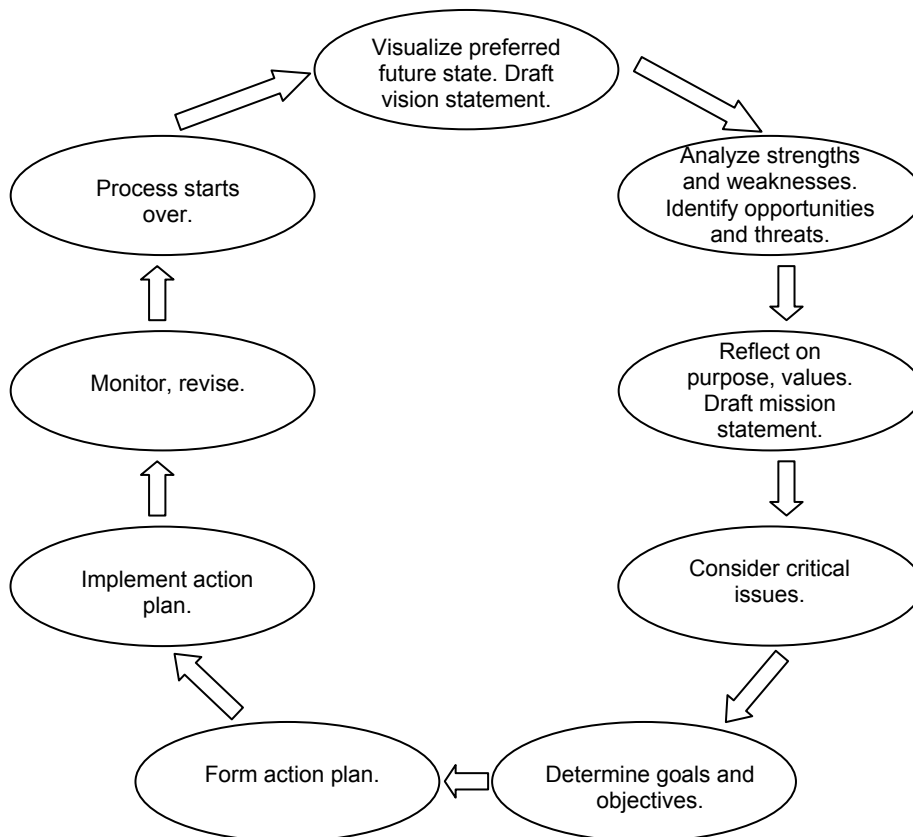 Visualize preferred
future state. Draft
vision statement.
Analyze strengths
and weaknesses.
Identify opportunities
and threats.
Reflect on
purpose, values.
Draft mission
statement.
Consider critical
issues.
Determine goals and
objectives.
Form action plan.
Implement action
plan.
Monitor, revise.
Process starts
over.